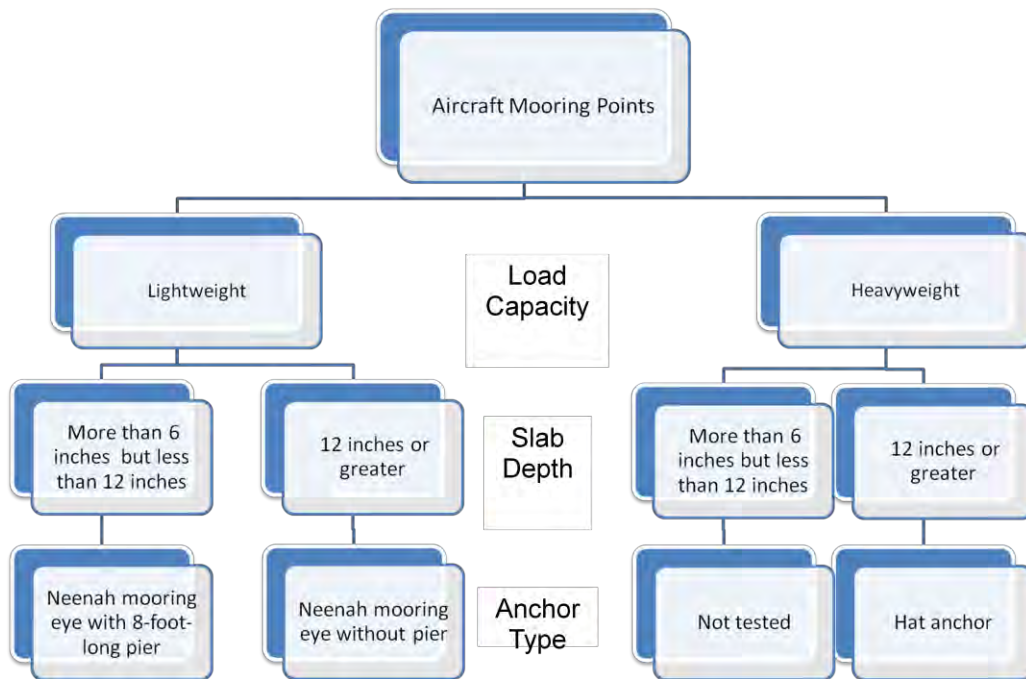 Aircraft Mooring Points
Lightweight
Load
Capacity
Heavyweight
More than 6
inches but less
than 12 inches
12 inches or
greater
Slab
Depth
More than 6
inches but less
than 12 inches
12 inches or
greater
Neenah mooring
eye with 8-foot-
long pier
Neenah mooring
eye without pier
Anchor
Type
Not tested
Hat anchor